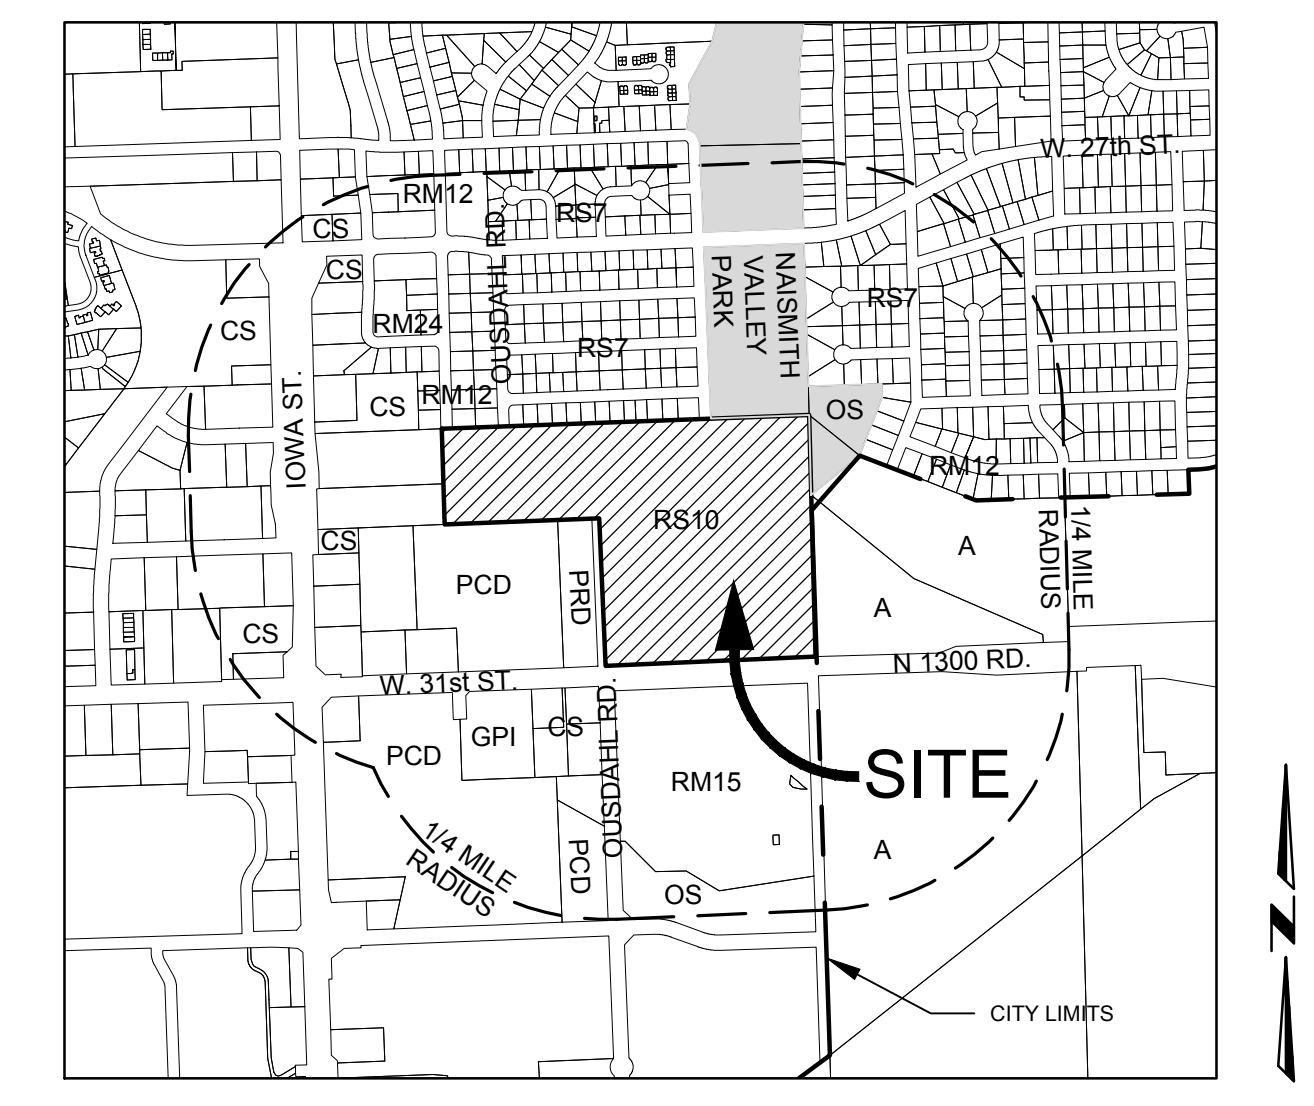 W. 27th ST.
RM12
RS7
CS
OUSDAHL RD.
NAISMITH
VALLEY
PARK
CS
RS7
CS
RM24
RS7
IOWA ST.
RM12
CS
OS
RM12
RS10
CS
1/4 MILE
RADIUS
A
PCD
PRD
A
CS
N 1300 RD.
W. 31st ST.
OUSDAHL RD.
CS
GPI
PCD
RM15
SITE
1/4 MILE
RADIUS
PCD
A
OS
N
CITY LIMITS